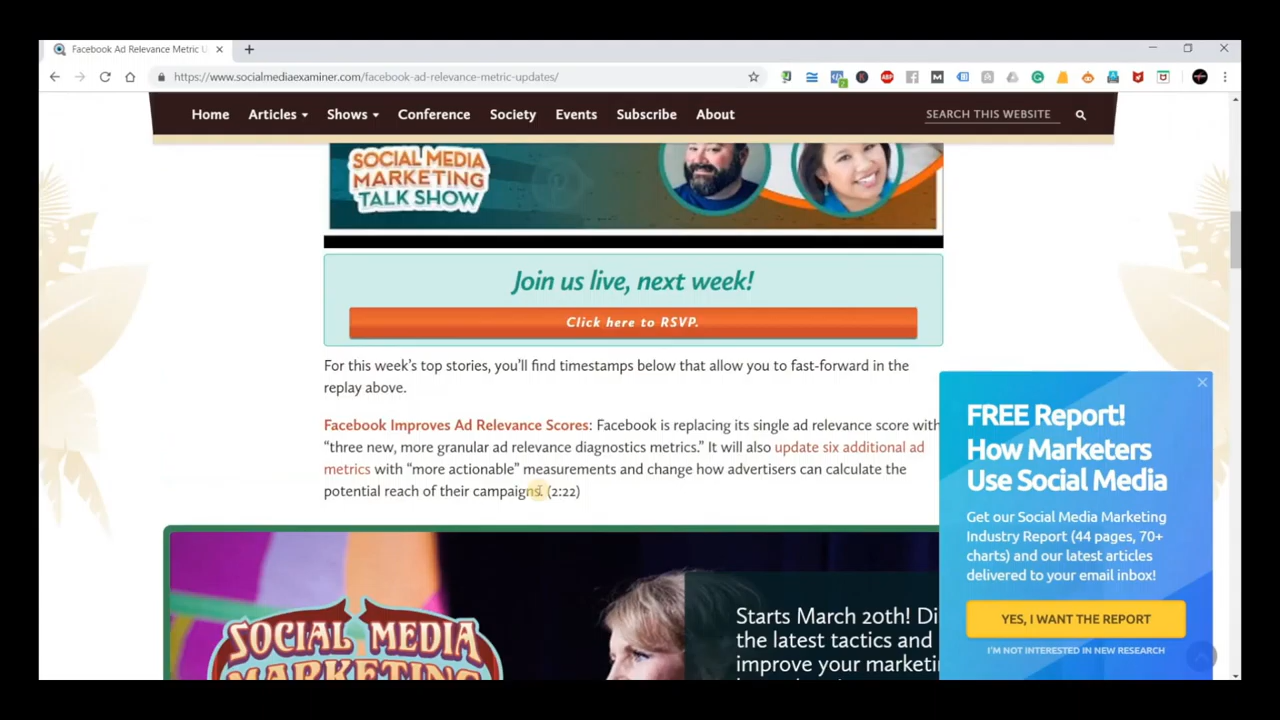 Facebook Ad Relevance Metric U
https://www.socialmediaexaminer.com/facebook-ad-relevance-metric-updates/
Home Articles Shows Conference Society Events Subscribe About SEARCH THIS WEBSITE
SOCIAL MEDIA
MARKETING
TALK SHOW
Join us live, next week!
Click here to RSVP.
For this week's top stories, you'll find timestamps below that allow you to fast-forward in the
replay above.
Facebook Improves Ad Relevance Scores: Facebook is replacing its single ad relevance score with
“three new, more granular ad relevance diagnostics metrics.” It will also update six additional ad
metrics with “more actionable” measurements and change how advertisers can calculate the
potential reach of their campaigns. (2:22)
SOCIAL MEDIA
MARKETING
Starts March 20th! Di
the latest tactics and
improve your marketin
FREE Report!
How Marketers
Use Social Media
Get our Social Media Marketing
Industry Report (44 pages, 70+
charts) and our latest articles
delivered to your email inbox!
YES, I WANT THE REPORT
I'M NOT INTERESTED IN NEW RESEARCH